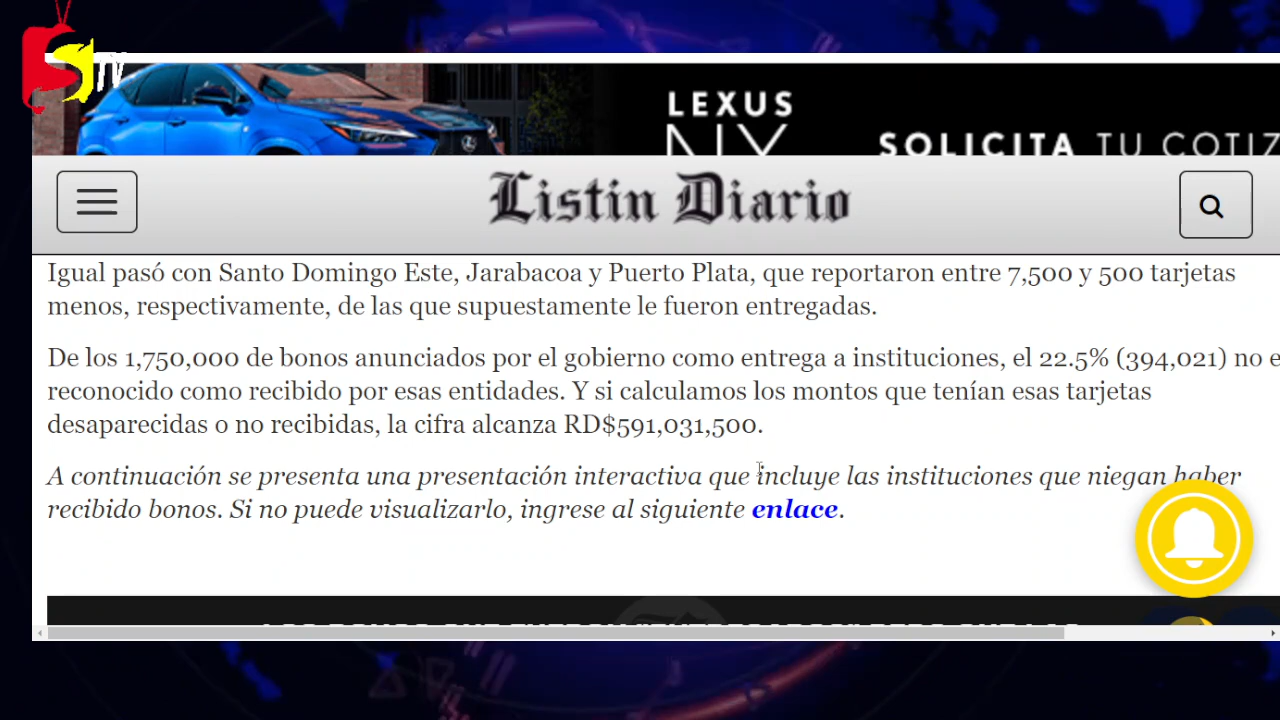 TV
LEXUS
NX
SOLICITA TU COTIZ
Listin Diario
Igual pasó con Santo Domingo Este, Jarabacoa y Puerto Plata, que reportaron entre 7,500 y 500 tarjetas
menos, respectivamente, de las que supuestamente le fueron entregadas.
De los 1,750,000 de bonos anunciados por el gobierno como entrega a instituciones, el 22.5% (394,021) no e
reconocido como recibido por esas entidades. Y si calculamos los montos que tenían esas tarjetas
desaparecidas o no recibidas, la cifra alcanza RD$591,031,500.
A continuación se presenta una presentación interactiva que incluye las instituciones que niegan haber
recibido bonos. Si no puede visualizarlo, ingrese al siguiente enlace.